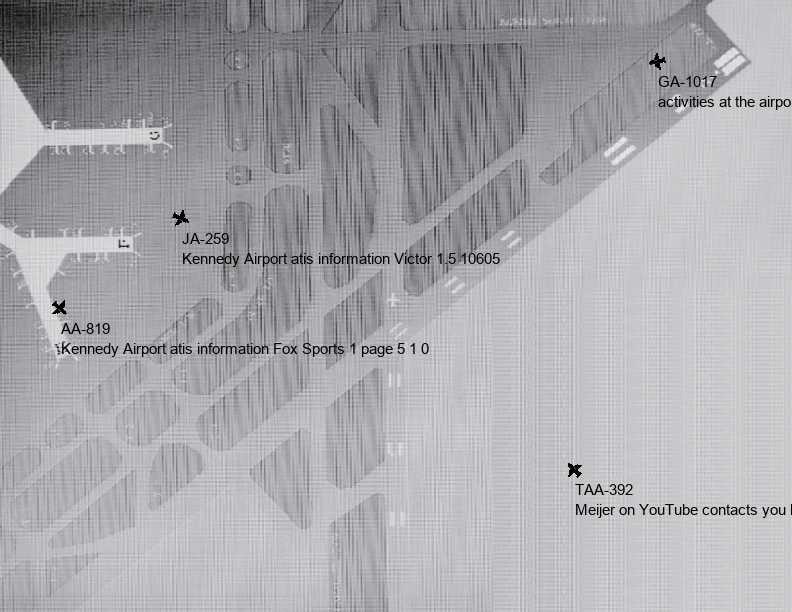 GA-1017
activities at the airpo
JA-259
Kennedy Airport atis information Victor 1.5 10605
AA-819
Kennedy Airport atis information Fox Sports 1 page 5 1 0
TAA-392
Meijer on YouTube contacts you